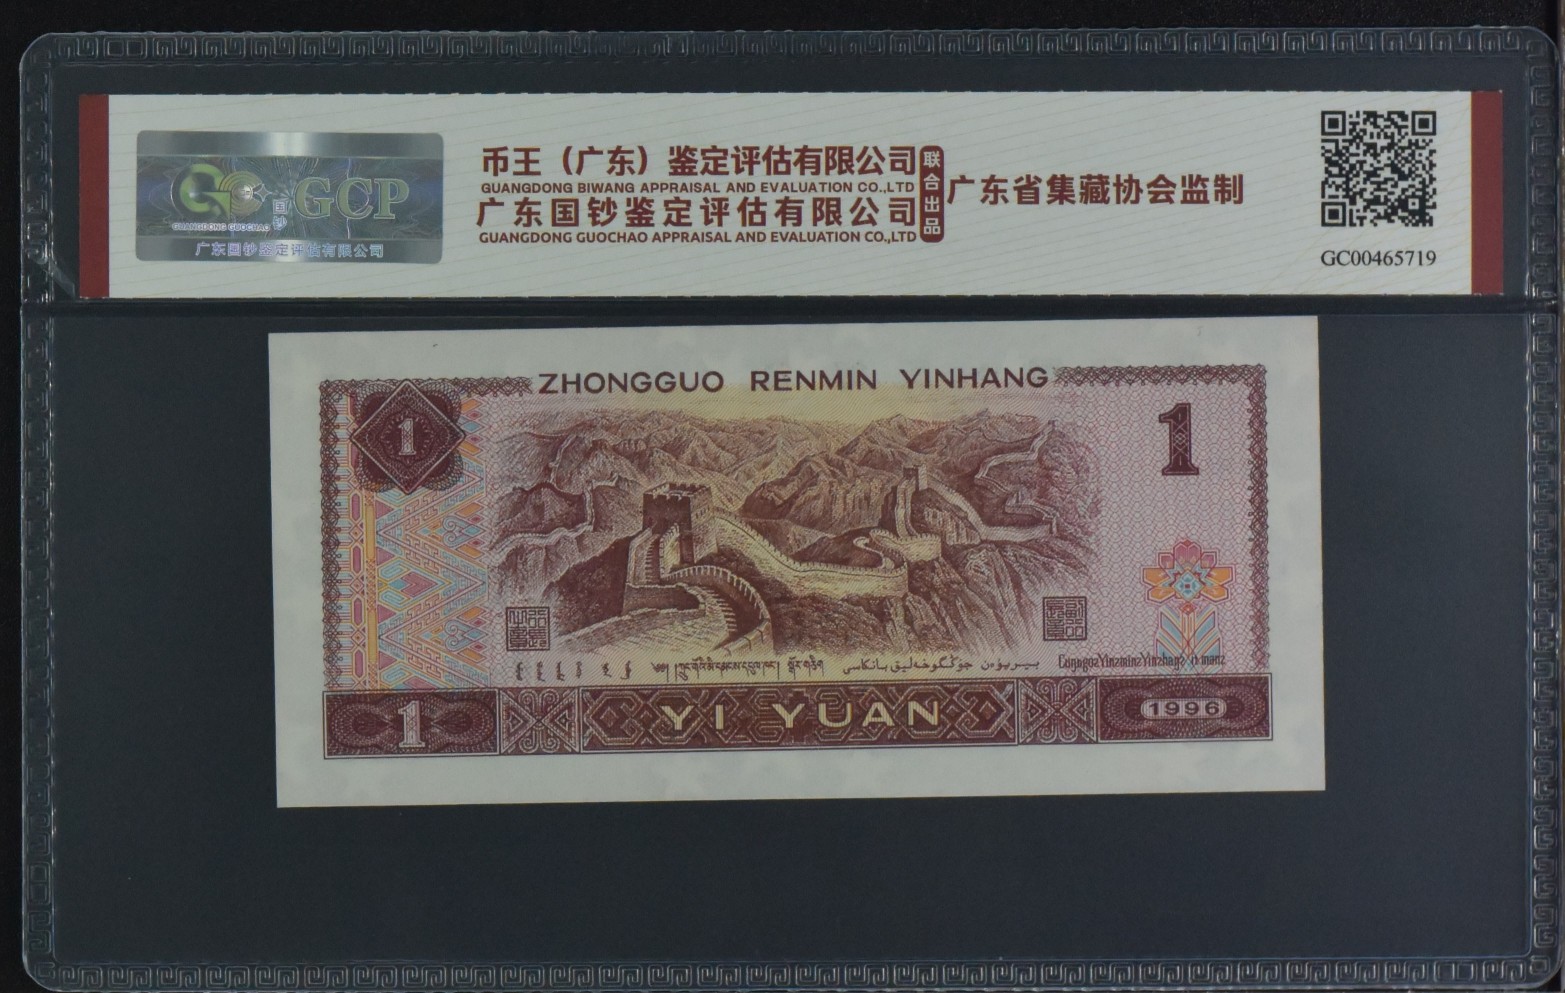 币王（广东）鉴定评估有限公司
GUANGDONG BIWANG APPRAISAL AND EVALUATION CO.,LTD
广东国钞鉴定评估有限公司
GUANGDONG GUOCHAO APPRAISAL AND EVALUATION CO.,LTD
联合出品
广东省集藏协会监制
GCP
国钞
GUANGDONG GUOCHAO
广东国钞鉴定评估有限公司
GC00465719
ZHONGGUO RENMIN YINHANG
1
1
YI YUAN
1
1996